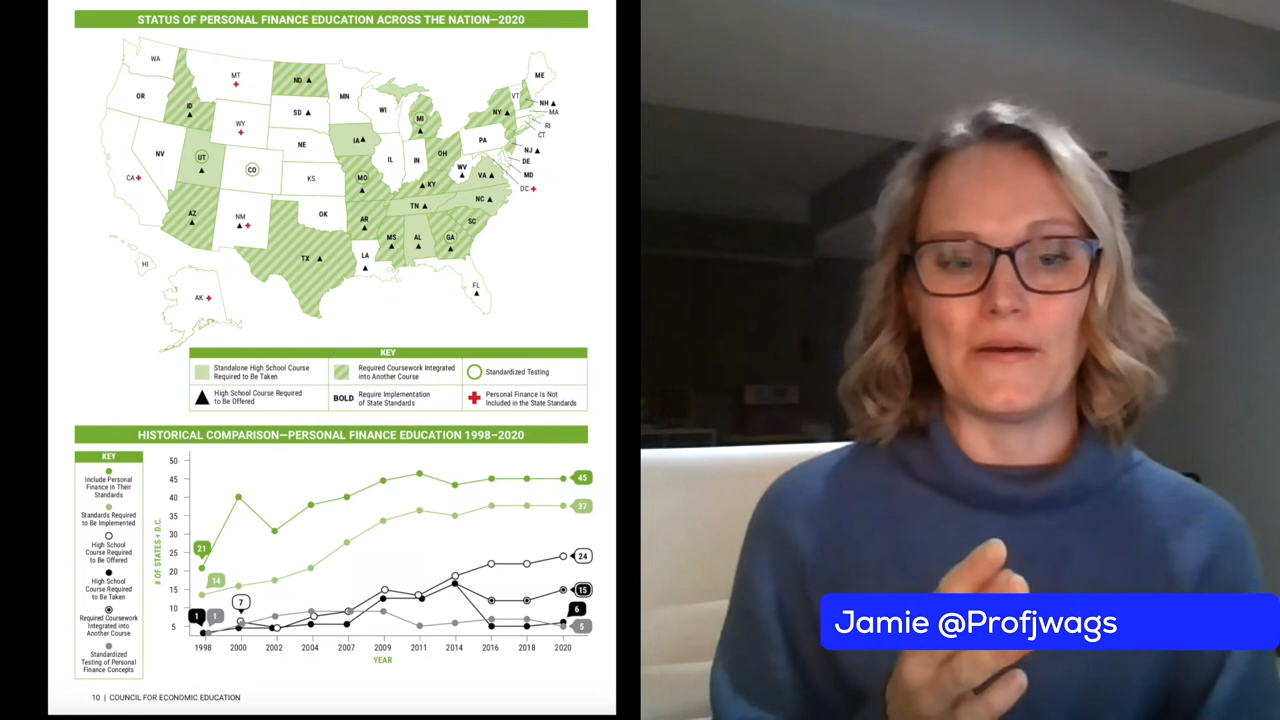 STATUS OF PERSONAL FINANCE EDUCATION ACROSS THE NATION—2020
WA
MT
ND
MN
ME
VT
NH
MA
OR
ID
SD
WI
MI
NY
RI
CT
WY
IA
PA
NJ
NV
UT
CO
NE
IL
IN
OH
DE
MD
DC
CA
KS
MO
KY
WV
VA
NC
TN
AZ
NM
OK
AR
SC
TX
MS
AL
GA
LA
FL
HI
AK
KEY
Standalone High School Course
Required to Be Taken
Required Coursework Integrated
into Another Course
Standardized Testing
High School Course Required
to Be Offered
BOLD
Require Implementation
of State Standards
Personal Finance Is Not
Included in the State Standards
HISTORICAL COMPARISON—PERSONAL FINANCE EDUCATION 1998–2020
KEY
Include Personal
Finance in Their
Standards
Standards Required
to Be Implemented
High School
Course Required
to Be Offered
High School
Course Required
to Be Taken
Required Coursework
Integrated into
Another Course
Standardized
Testing of Personal
Finance Concepts
# OF STATES + D.C.
50
45
40
35
30
25
20
15
10
5
21
14
1
1
7
45
37
24
15
6
5
1998 2000 2002 2004 2007 2009 2011 2014 2016 2018 2020
YEAR
10 | COUNCIL FOR ECONOMIC EDUCATION
Jamie @Profjwags